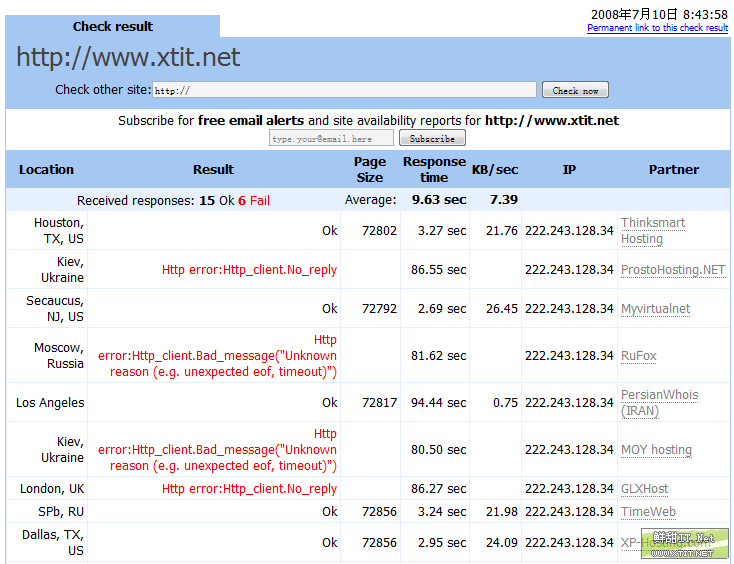 Check result
2008年7月10日 8:43:58
Permanent link to this check result
http://www.xtit.net
Check other site: http:// Check now
Subscribe for free email alerts and site availability reports for http://www.xtit.net
type.your@email.here Subscribe
Location Result Page Size Response time KB/sec IP Partner
Received responses: 15 Ok 6 Fail Average: 9.63 sec 7.39
Houston, TX, US Ok 72802 3.27 sec 21.76 222.243.128.34 Thinksmart Hosting
Kiev, Ukraine Http error:Http_client.No_reply 86.55 sec 222.243.128.34 ProstoHosting.NET
Secaucus, NJ, US Ok 72792 2.69 sec 26.45 222.243.128.34 Myvirtualnet
Moscow, Russia Http error:Http_client.Bad_message("Unknown reason (e.g. unexpected eof, timeout)") 81.62 sec 222.243.128.34 RuFox
Los Angeles Ok 72817 94.44 sec 0.75 222.243.128.34 PersianWhois (IRAN)
Kiev, Ukraine Http error:Http_client.Bad_message("Unknown reason (e.g. unexpected eof, timeout)") 80.50 sec 222.243.128.34 MOY hosting
London, UK Http error:Http_client.No_reply 86.27 sec 222.243.128.34 GLXHost
SPb, RU Ok 72856 3.24 sec 21.98 222.243.128.34 TimeWeb
Dallas, TX, US Ok 72856 2.95 sec 24.09 222.243.128.34 XP-Hosting.com
鲜甜IT.Net
WWW.XTIT.NET